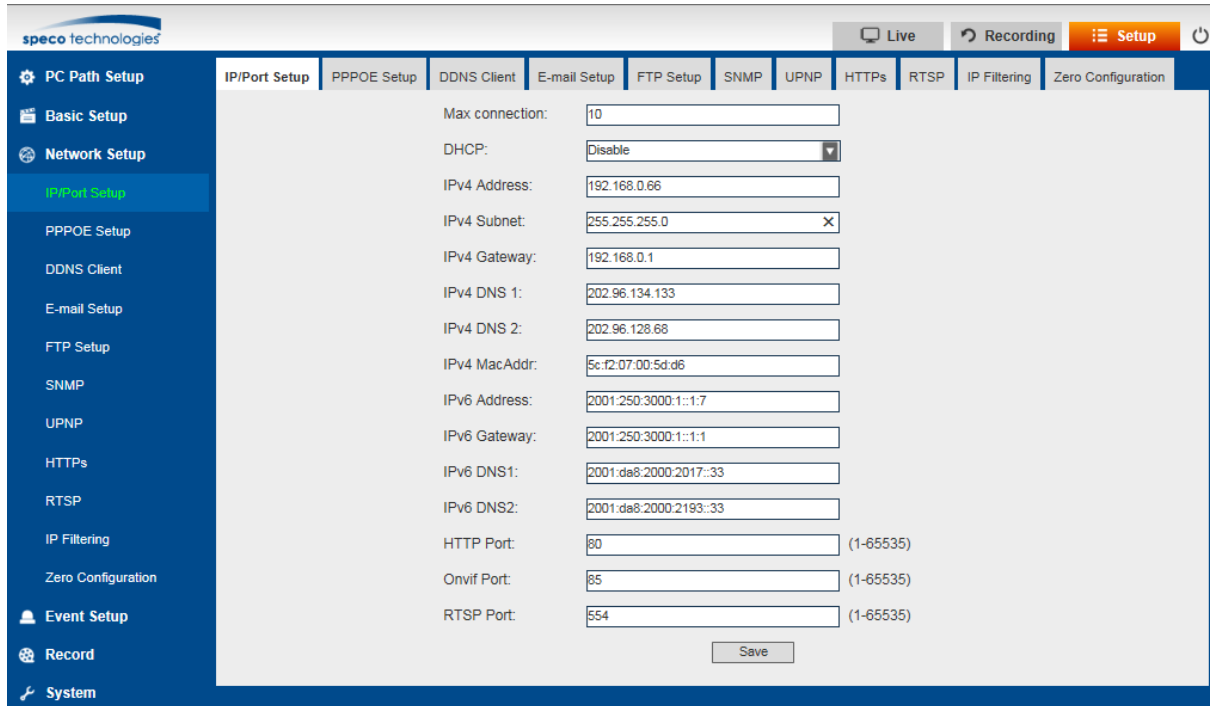 speco technologies
Live
Recording
Setup
PC Path Setup
Basic Setup
Network Setup
IP/Port Setup
PPPOE Setup
DDNS Client
E-mail Setup
FTP Setup
SNMP
UPNP
HTTPs
RTSP
IP Filtering
Zero Configuration
Event Setup
Record
System
IP/Port Setup PPPOE Setup DDNS Client E-mail Setup FTP Setup SNMP UPNP HTTPs RTSP IP Filtering Zero Configuration
Max connection: 10
DHCP: Disable
IPv4 Address: 192.168.0.66
IPv4 Subnet: 255.255.255.0
IPv4 Gateway: 192.168.0.1
IPv4 DNS 1: 202.96.134.133
IPv4 DNS 2: 202.96.128.68
IPv4 MacAddr: 5c:f2:07:00:5d:d6
IPv6 Address: 2001:250:3000:1::1:7
IPv6 Gateway: 2001:250:3000:1::1:1
IPv6 DNS1: 2001:da8:2000:2017::33
IPv6 DNS2: 2001:da8:2000:2193::33
HTTP Port: 80 (1-65535)
Onvif Port: 85 (1-65535)
RTSP Port: 554 (1-65535)
Save